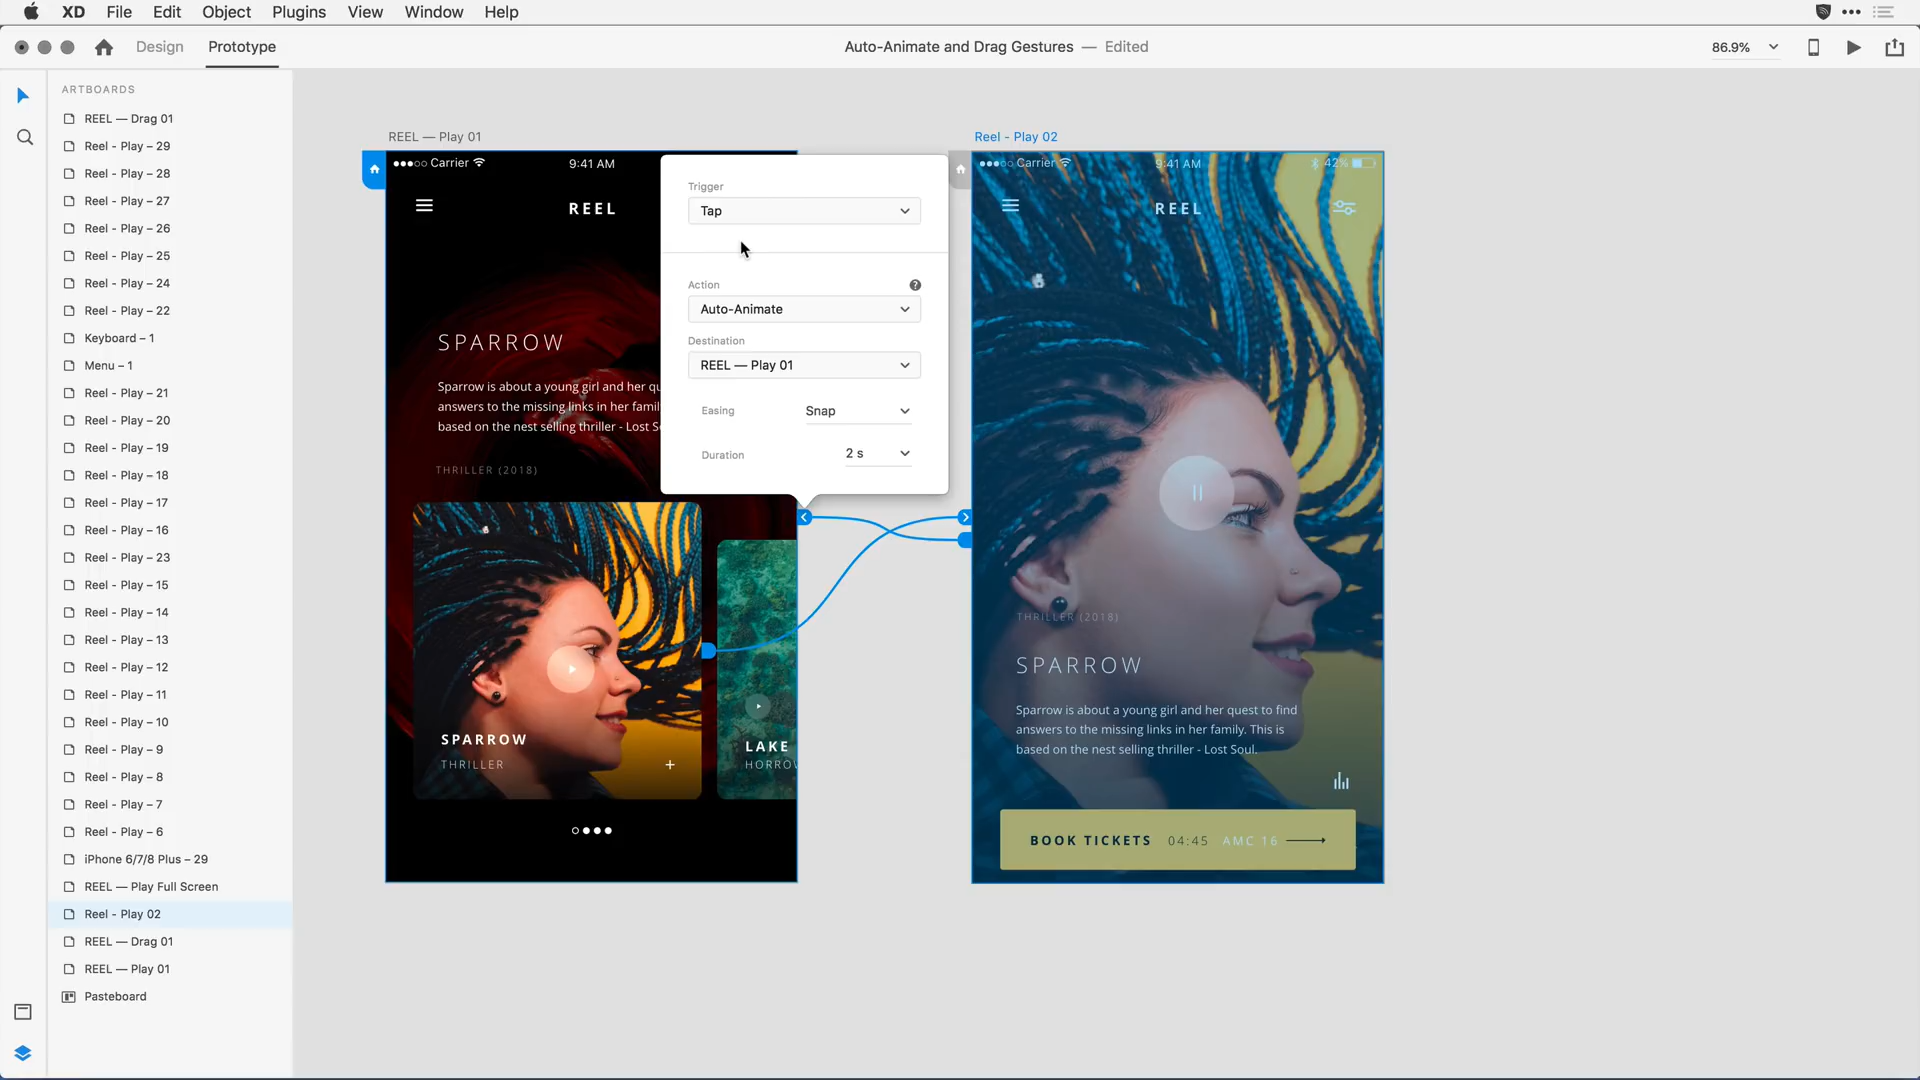 XD File Edit Object Plugins View Window Help
Design Prototype
Auto-Animate and Drag Gestures — Edited
86.9%
ARTBOARDS
REEL — Drag 01
Reel - Play – 29
Reel - Play – 28
Reel - Play – 27
Reel - Play – 26
Reel - Play – 25
Reel - Play – 24
Reel - Play – 22
Keyboard – 1
Menu – 1
Reel - Play – 21
Reel - Play – 20
Reel - Play – 19
Reel - Play – 18
Reel - Play – 17
Reel - Play – 16
Reel - Play – 23
Reel - Play – 15
Reel - Play – 14
Reel - Play – 13
Reel - Play – 12
Reel - Play – 11
Reel - Play – 10
Reel - Play – 9
Reel - Play – 8
Reel - Play – 7
Reel - Play – 6
iPhone 6/7/8 Plus – 29
REEL — Play Full Screen
Reel - Play 02
REEL — Drag 01
REEL — Play 01
Pasteboard
REEL — Play 01
Carrier 9:41 AM
REEL
SPARROW
Sparrow is about a young girl and her qu
answers to the missing links in her famil
based on the nest selling thriller - Lost S
THRILLER (2018)
SPARROW
THRILLER
+
LAKE
HORROW
Trigger
Tap
Action
?
Auto-Animate
Destination
REEL — Play 01
Easing Snap
Duration 2 s
Reel - Play 02
Carrier 9:41 AM 42%
REEL
THRILLER (2018)
SPARROW
Sparrow is about a young girl and her quest to find
answers to the missing links in her family. This is
based on the nest selling thriller - Lost Soul.
BOOK TICKETS 04:45 AMC 16